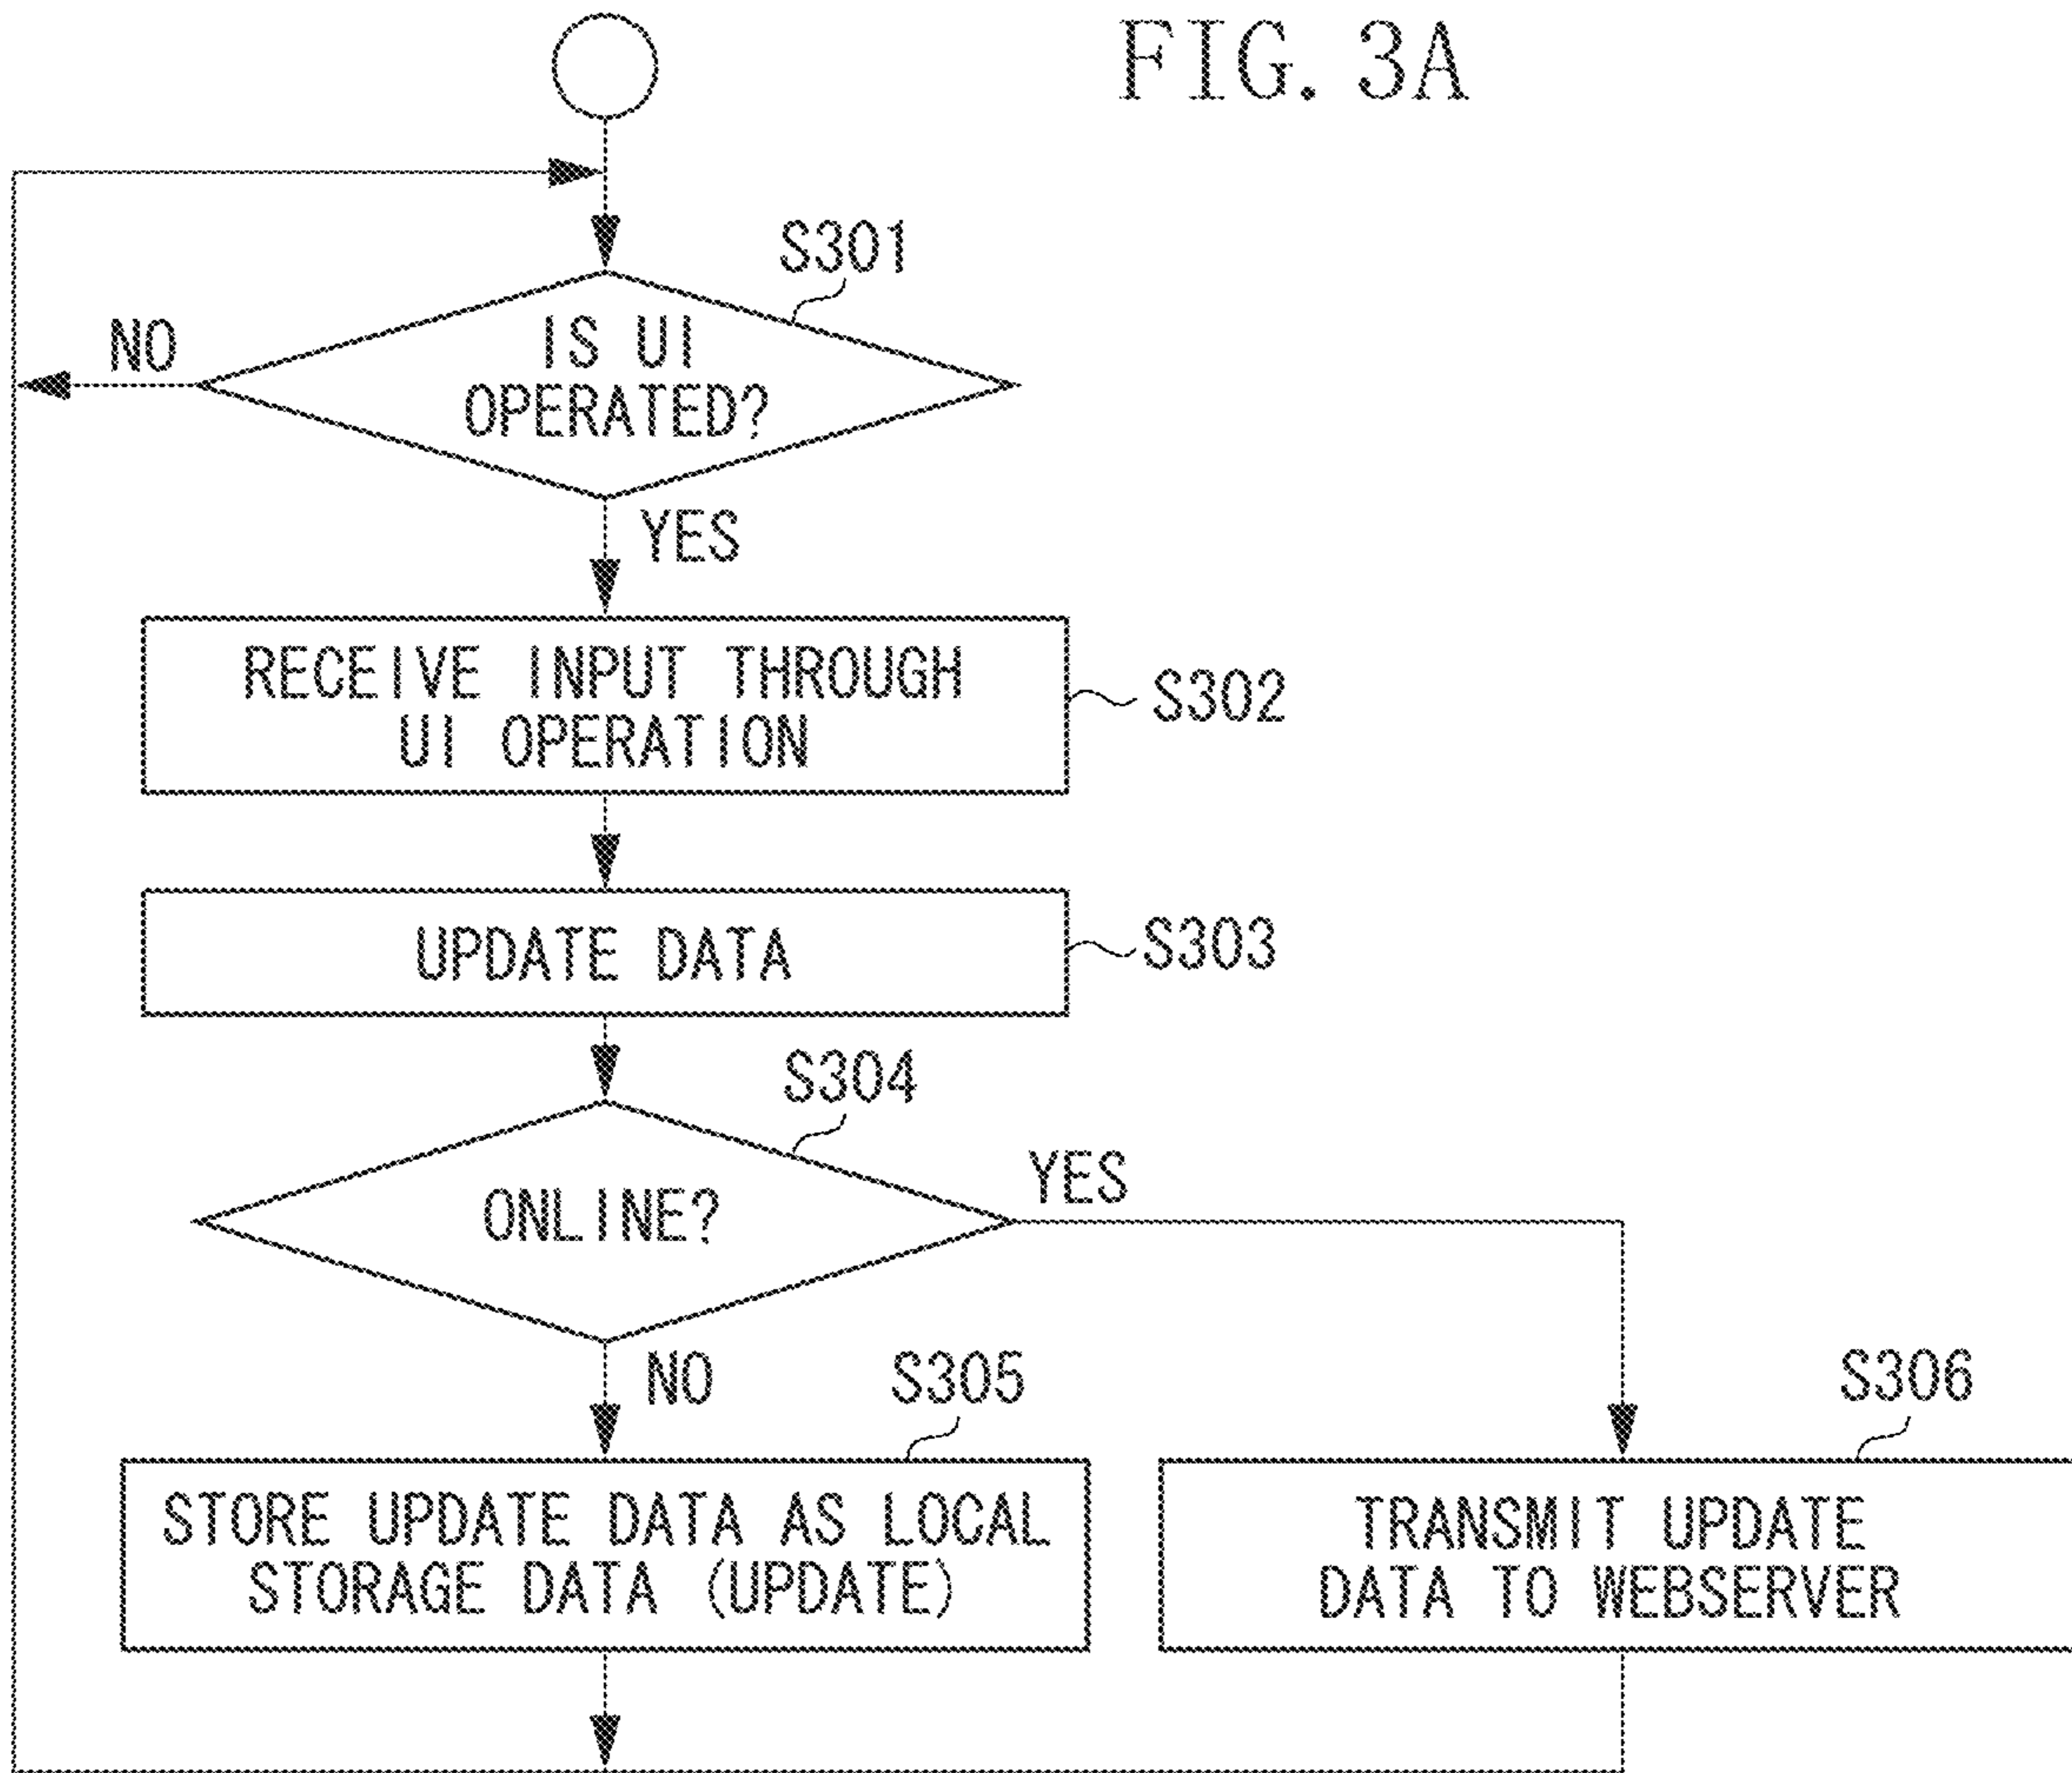 FIG. 3A
S301
NO
IS UI
OPERATED?
YES
RECEIVE INPUT THROUGH
UI OPERATION
S302
UPDATE DATA
S303
S304
ONLINE?
YES
NO
S305
S306
STORE UPDATE DATA AS LOCAL
STORAGE DATA (UPDATE)
TRANSMIT UPDATE
DATA TO WEBSERVER